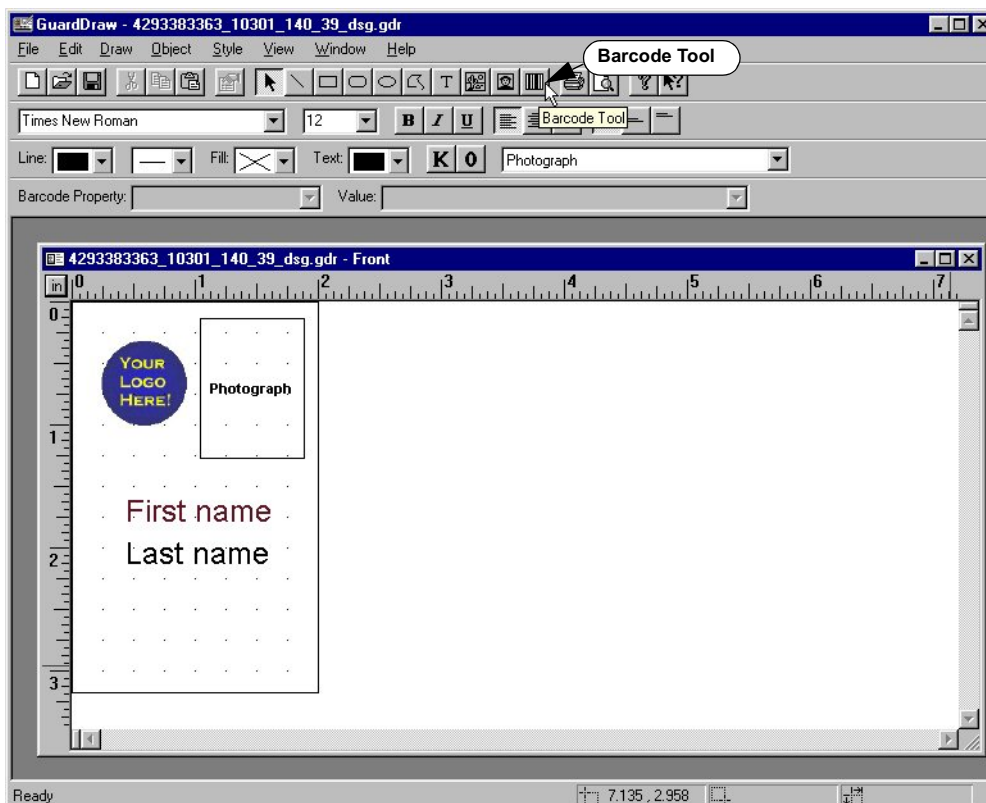 GuardDraw - 4293383363_10301_140_39_dsg.gdr
File Edit Draw Object Style View Window Help
Barcode Tool
T
Times New Roman 12 B I U
Barcode Tool
Line: Fill: Text: K O Photograph
Barcode Property: Value:
4293383363_10301_140_39_dsg.gdr - Front
in 0 1 2 3 4 5 6 7
0
YOUR
LOGO
HERE!
Photograph
1
First name
Last name
2
3
Ready 7.135 , 2.958